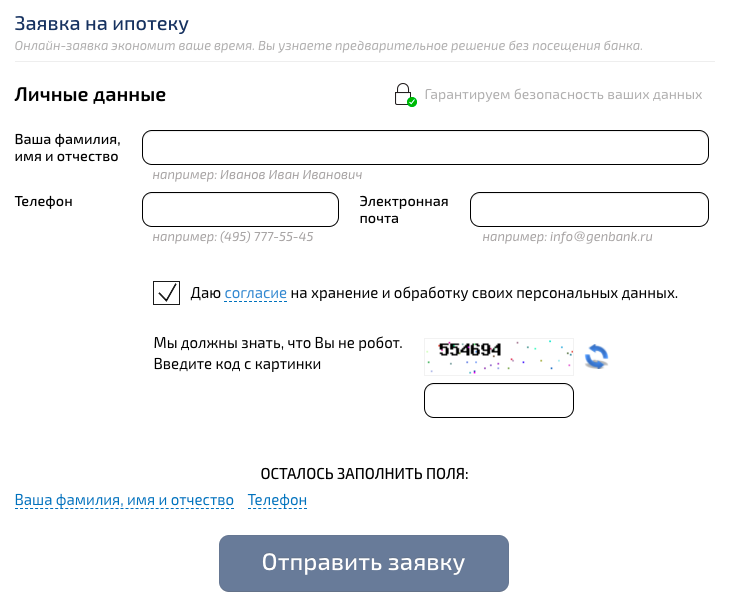 Заявка на ипотеку
Онлайн-заявка экономит ваше время. Вы узнаете предварительное решение без посещения банка.
Личные данные
Гарантируем безопасность ваших данных
Ваша фамилия,
имя и отчество
например: Иванов Иван Иванович
Телефон
например: (495) 777-55-45
Электронная
почта
например: info@genbank.ru
Даю согласие на хранение и обработку своих персональных данных.
Мы должны знать, что Вы не робот.
Введите код с картинки
554694
ОСТАЛОСЬ ЗАПОЛНИТЬ ПОЛЯ:
Ваша фамилия, имя и отчество Телефон
Отправить заявку